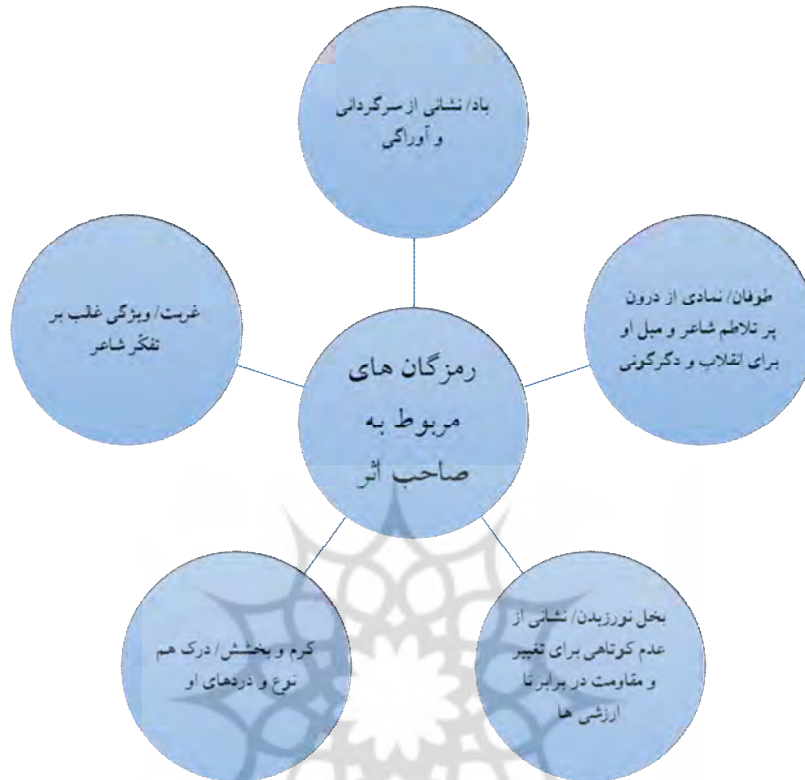 باد/ نشانی از سرگردانی
و آوراگی
طوفان/ نمادی از درون
پر تلاطم شاعر و میل او
برای انقلاب و دگرگونی
غربت/ ویژگی غالب بر
تفکّر شاعر
رمزگان های
مربوط به
صاحب اثر
بخل نورزیدن/ نشانی از
عدم کوتاهی برای تغییر
و مقاومت در برابر نا
ارزشی ها
کرم و بخشش/ درک هم
نوع و دردهای او